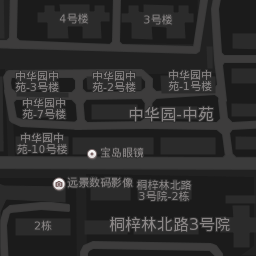 4号楼
3号楼
中华园中
苑-3号楼
中华园中
苑-2号楼
中华园中
苑-1号楼
中华园中
苑-7号楼
中华园-中苑
中华园中
苑-10号楼
宝岛眼镜
远景数码影像
桐梓林北路
3号院-2栋
2栋
桐梓林北路3号院